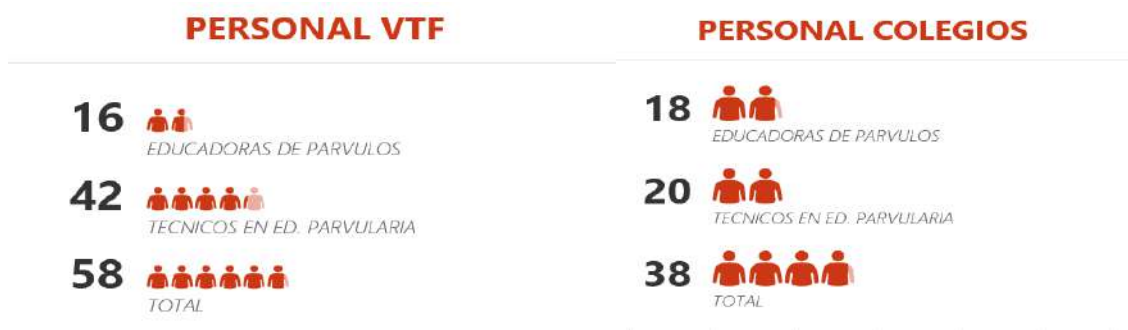 PERSONAL VTF
16
EDUCADORAS DE PARVULOS
42
TECNICOS EN ED. PARVULARIA
58
TOTAL
PERSONAL COLEGIOS
18
EDUCADORAS DE PARVULOS
20
TECNICOS EN ED. PARVULARIA
38
TOTAL